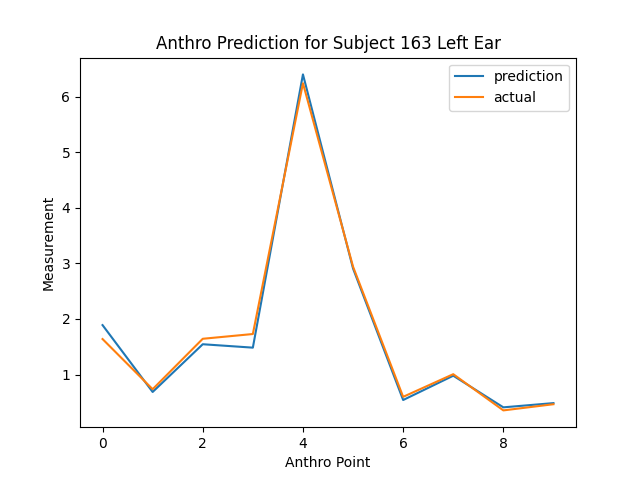 Anthro Prediction for Subject 163 Left Ear
prediction
actual
Measurement
6
5
4
3
2
1
0 2 4 6 8
Anthro Point